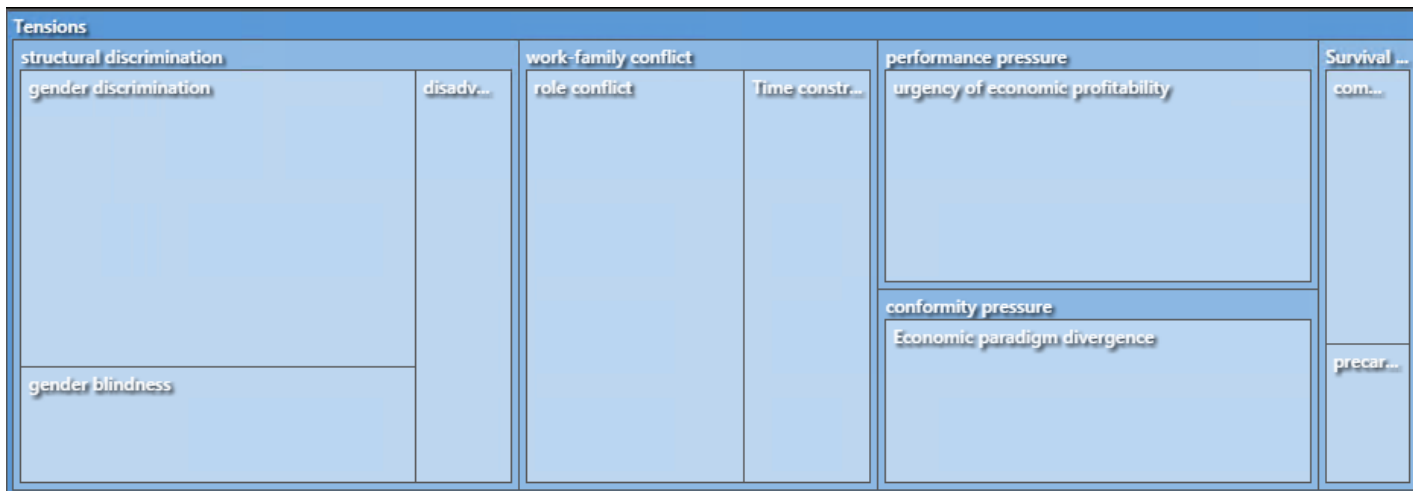 Tensions
structural discrimination
gender discrimination
disadv...
gender blindness
work-family conflict
role conflict
Time constr...
performance pressure
urgency of economic profitability
conformity pressure
Economic paradigm divergence
Survival ...
com...
precar...